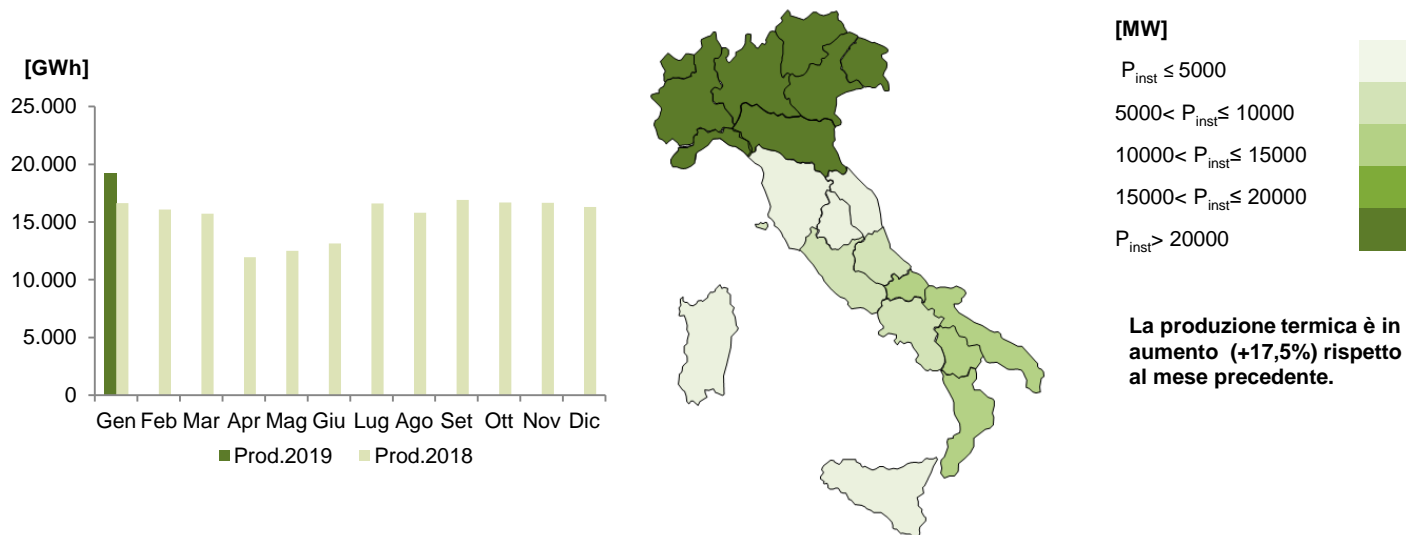 [GWh]
25.000
20.000
15.000
10.000
5.000
0
Gen Feb Mar Apr Mag Giu Lug Ago Set Ott Nov Dic
Prod.2019 Prod.2018
[MW]
Pinst ≤ 5000
5000< Pinst≤ 10000
10000< Pinst≤ 15000
15000< Pinst≤ 20000
Pinst> 20000
La produzione termica è in
aumento (+17,5%) rispetto
al mese precedente.